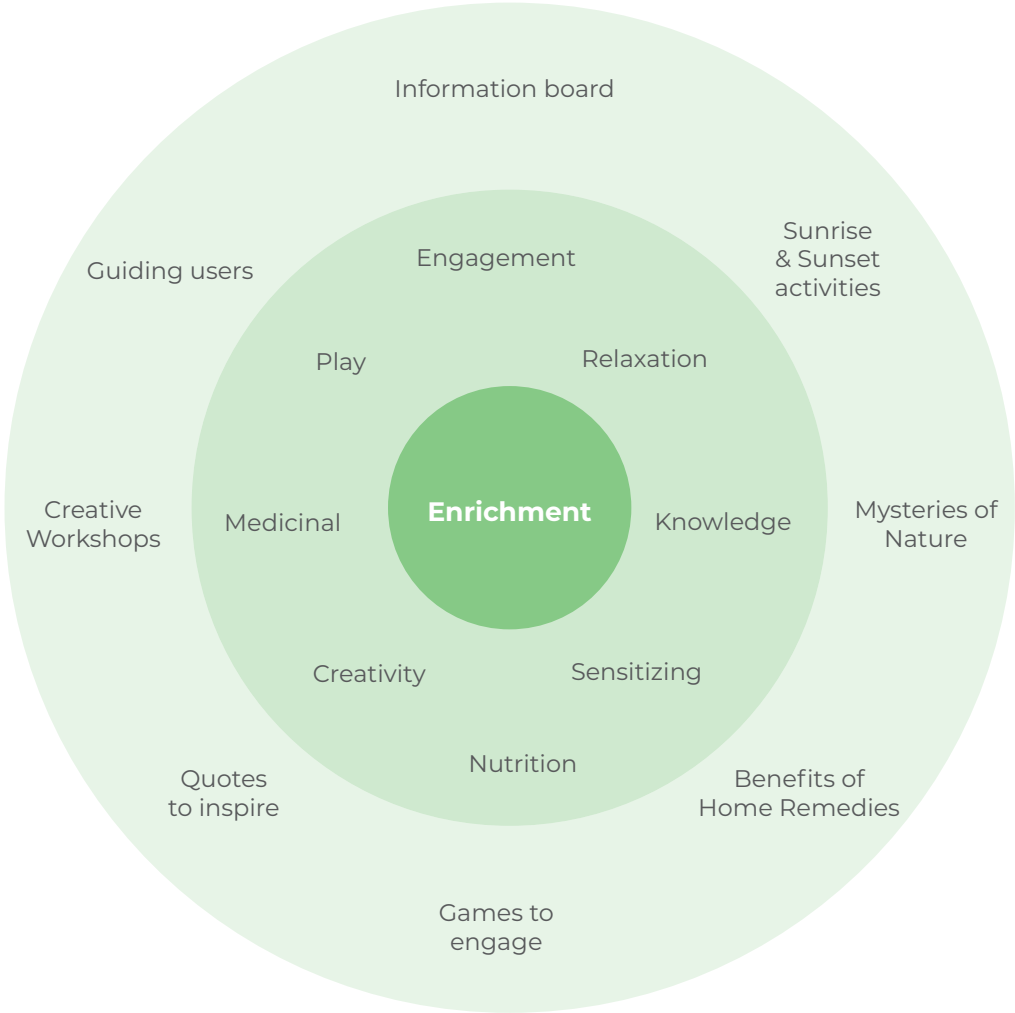 Information board
Sunrise
& Sunset
activities
Guiding users
Engagement
Play
Relaxation
Creative
Workshops
Medicinal
Enrichment
Knowledge
Mysteries of
Nature
Creativity
Sensitizing
Nutrition
Quotes
to inspire
Benefits of
Home Remedies
Games to
engage